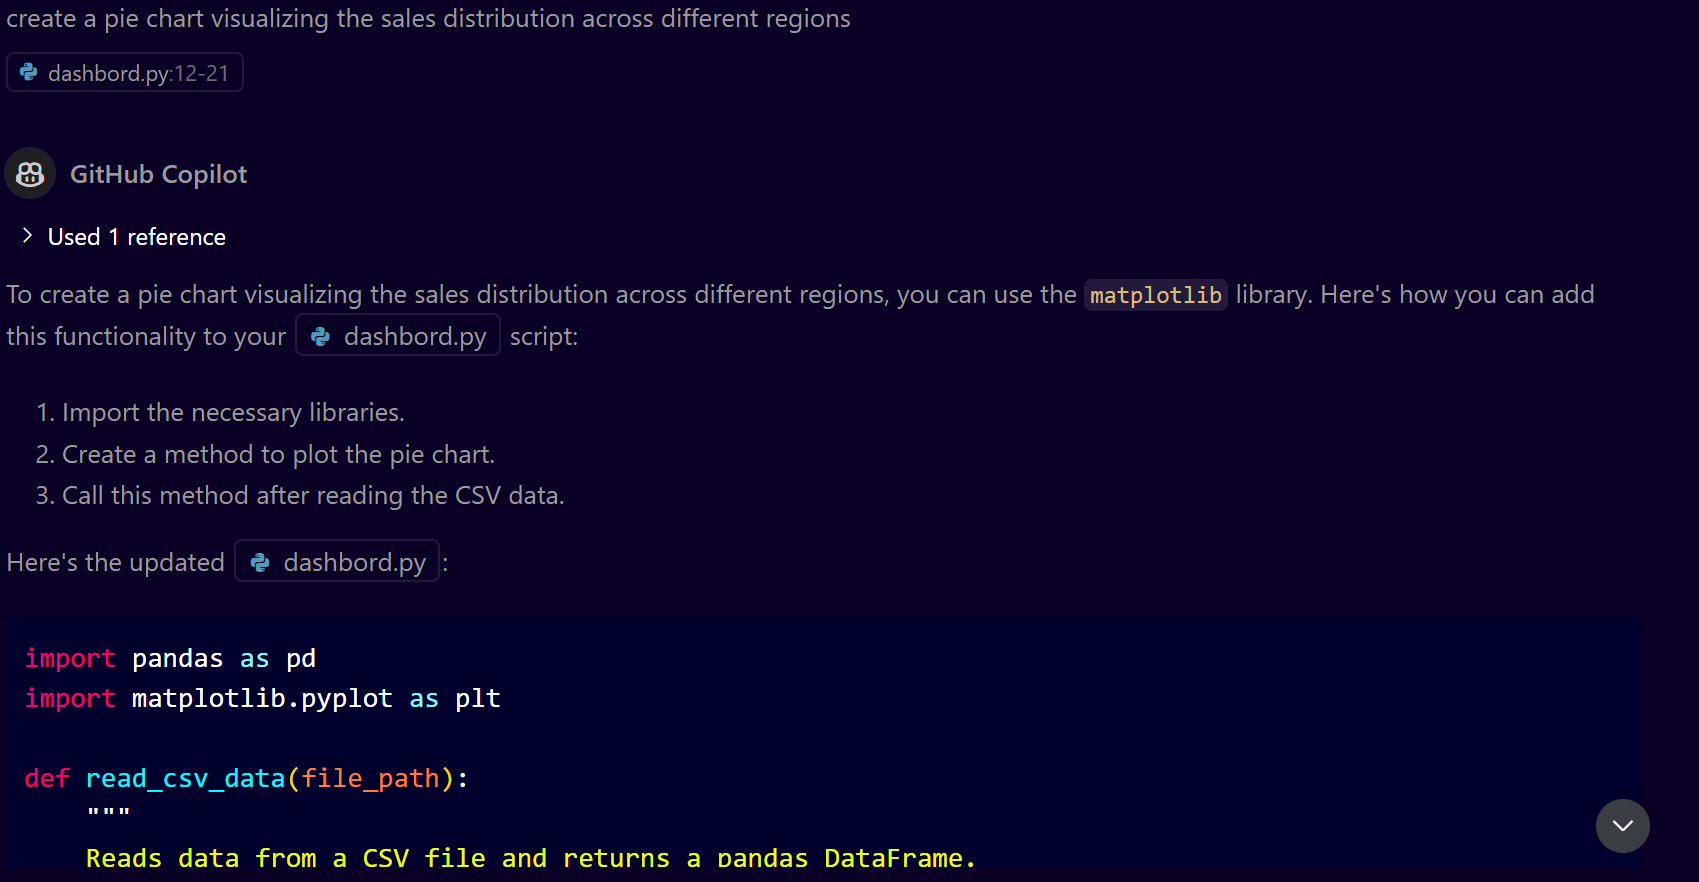 create a pie chart visualizing the sales distribution across different regions
dashbord.py:12-21
GitHub Copilot
Used 1 reference
To create a pie chart visualizing the sales distribution across different regions, you can use the matplotlib library. Here's how you can add
this functionality to your dashbord.py script:
1. Import the necessary libraries.
2. Create a method to plot the pie chart.
3. Call this method after reading the CSV data.
Here's the updated dashbord.py:
import pandas as pd
import matplotlib.pyplot as plt
def read_csv_data(file_path):
"""
Reads data from a CSV file and returns a pandas DataFrame.